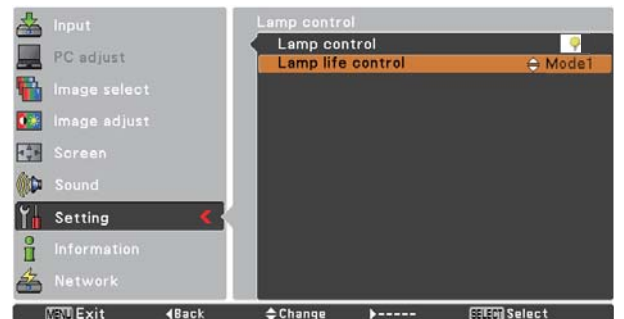 Input
PC adjust
Image select
Image adjust
Screen
Sound
Setting
Information
Network
Lamp control
Lamp control
Lamp life control Mode1
MENU Exit Back Change ----- SELECT Select